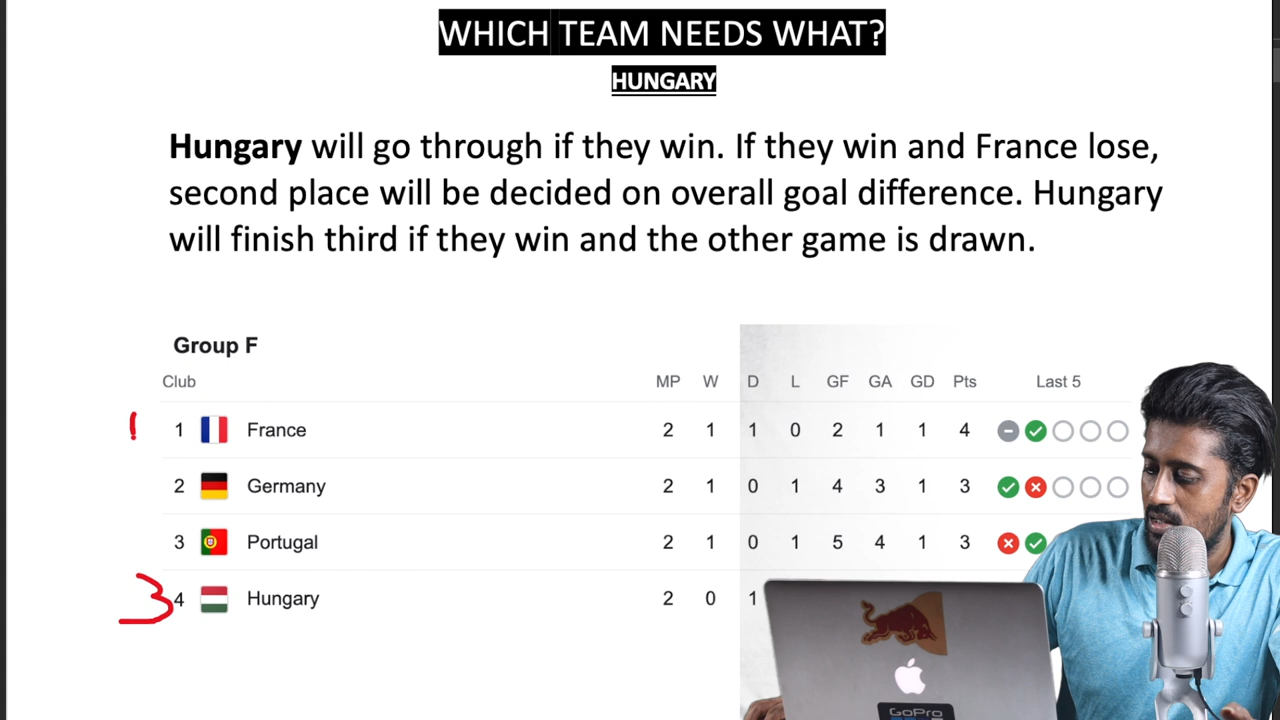 WHICH TEAM NEEDS WHAT?
HUNGARY
Hungary will go through if they win. If they win and France lose,
second place will be decided on overall goal difference. Hungary
will finish third if they win and the other game is drawn.
Group F
Club MP W D L GF GA GD Pts Last 5
! 1 France 2 1 1 0 2 1 1 4
2 Germany 2 1 0 1 4 3 1 3
3 Portugal 2 1 0 1 5 4 1 3
3 4 Hungary 2 0 1
GoPro